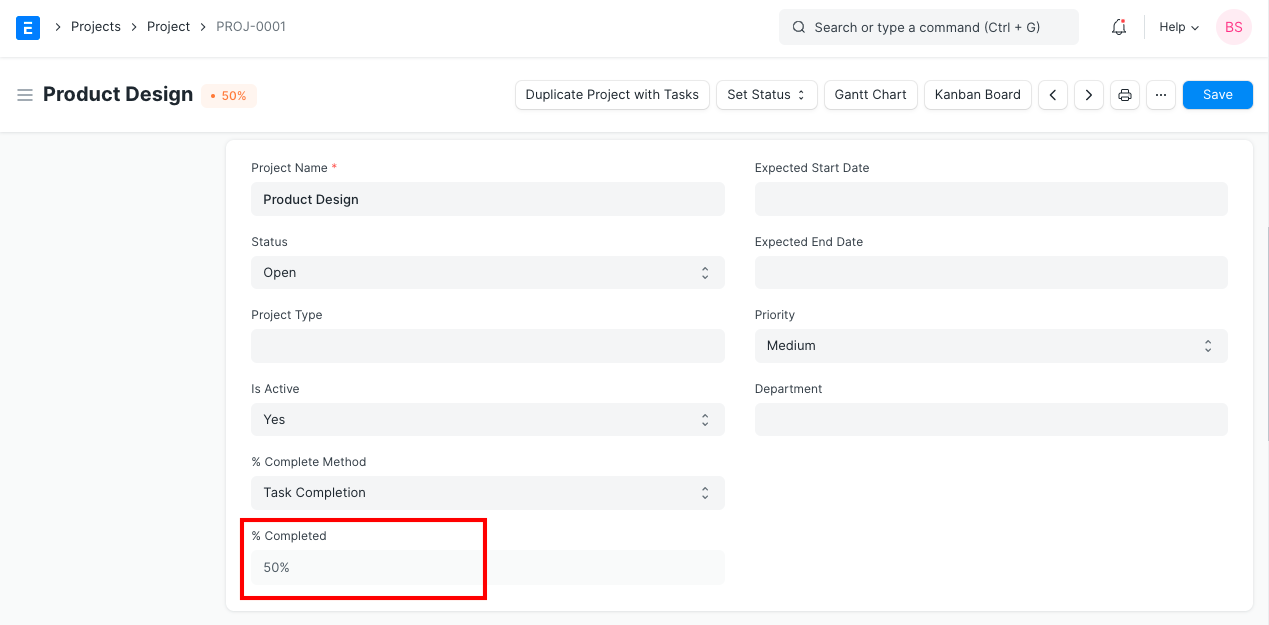 E
Projects
Project
PROJ-0001
Search or type a command (Ctrl + G)
Help
BS
Product Design
• 50%
Duplicate Project with Tasks
Set Status
Gantt Chart
Kanban Board
...
Save
Project Name *
Product Design
Expected Start Date
Status
Open
Expected End Date
Project Type
Priority
Medium
Is Active
Yes
Department
% Complete Method
Task Completion
% Completed
50%